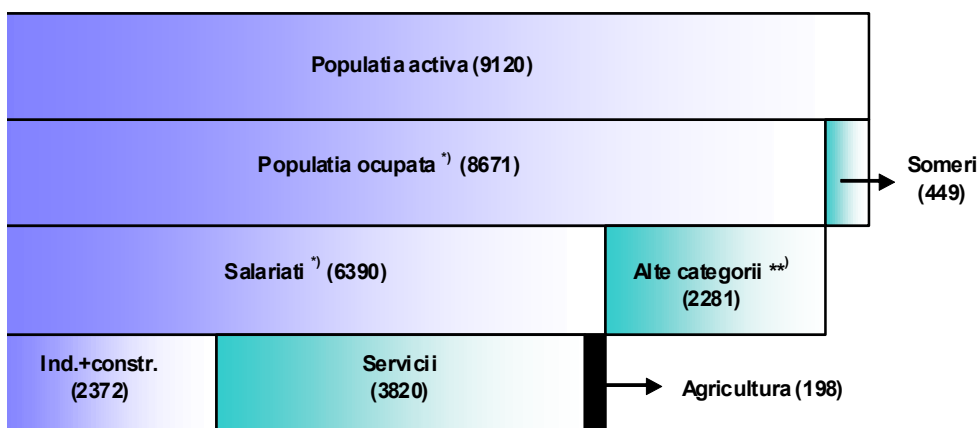 Populatia activa (9120)
Populatia ocupata *) (8671)
Someri
(449)
Salariati *) (6390)
Alte categorii **)
(2281)
Ind.+constr.
(2372)
Servicii
(3820)
Agricultura (198)